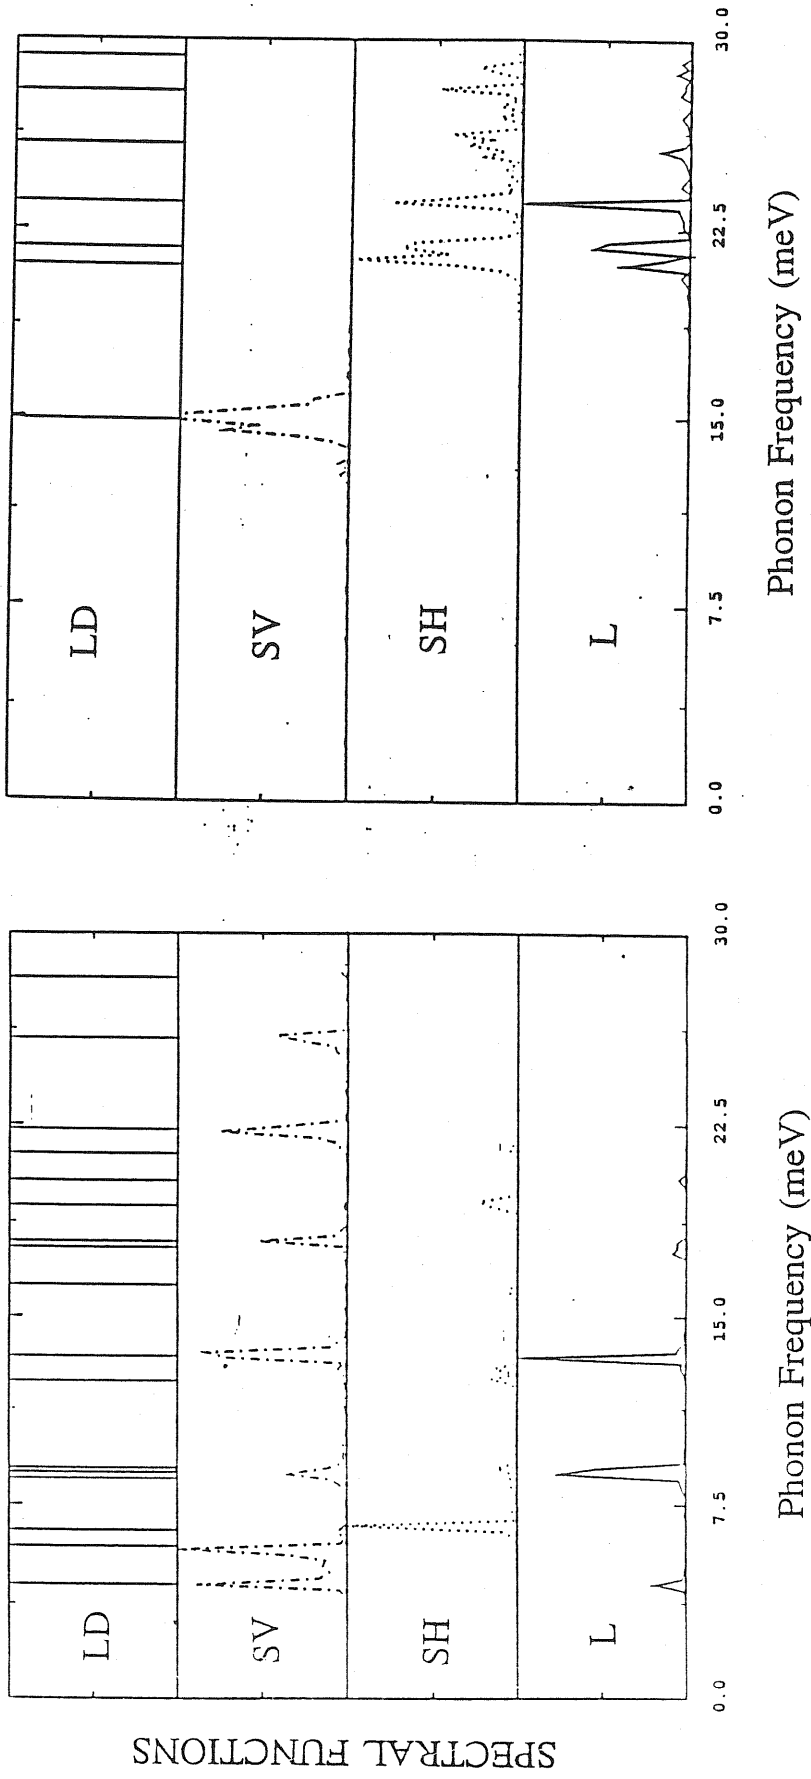 SPECTRAL FUNCTIONS
LD
SV
SH
L
0.0 7.5 15.0 22.5 30.0
Phonon Frequency (meV)
LD
SV
SH
L
0.0 7.5 15.0 22.5 30.0
Phonon Frequency (meV)